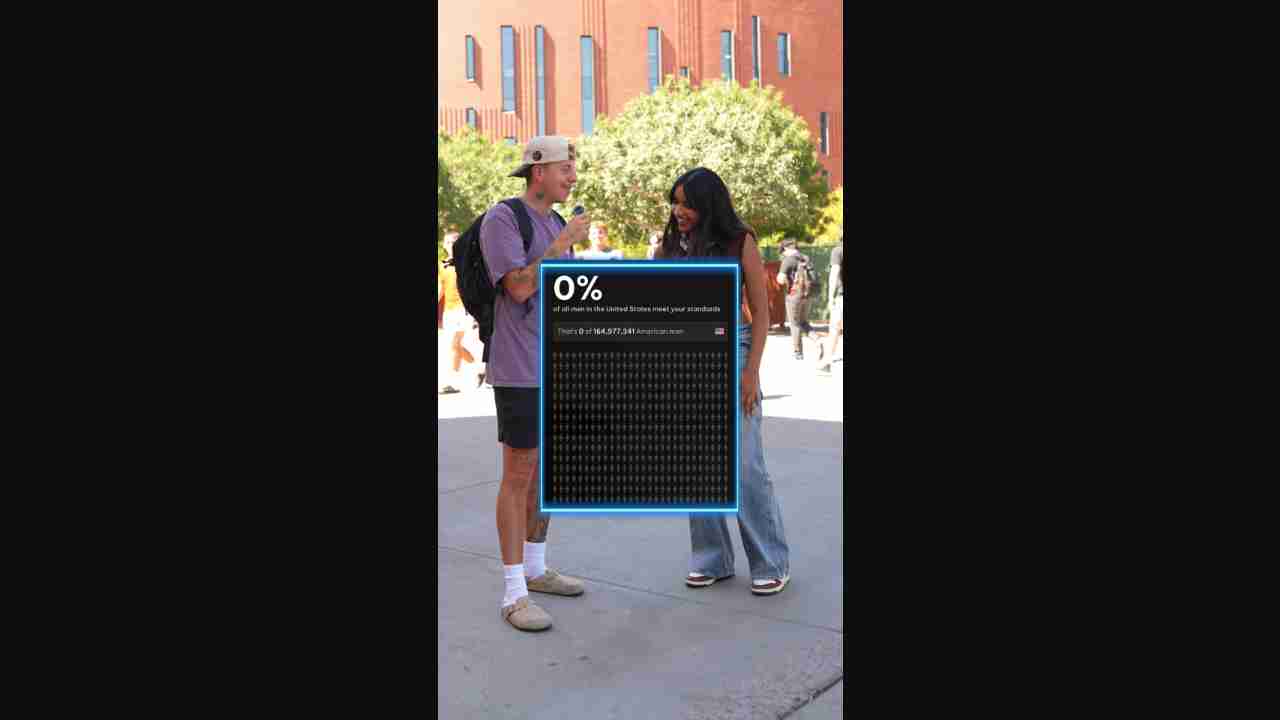 0%
of all men in the United States meet your standards
That's 0 of 164,977,341 American men